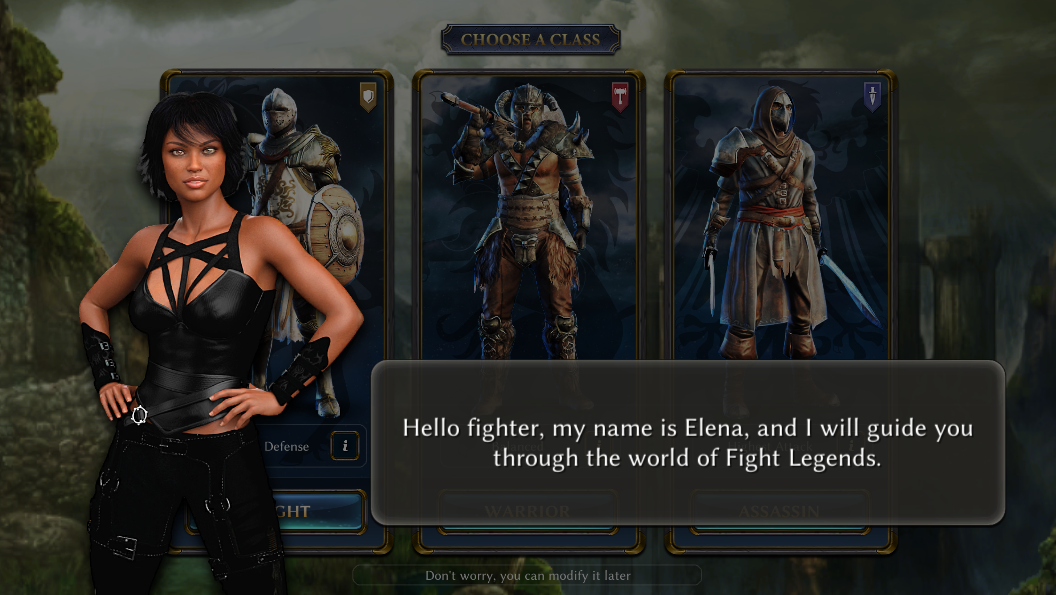 CHOOSE A CLASS
Hello fighter, my name is Elena, and I will guide you
through the world of Fight Legends.
Defense
i
GHT
WARRIOR
ASSASSIN
Don't worry, you can modify it later